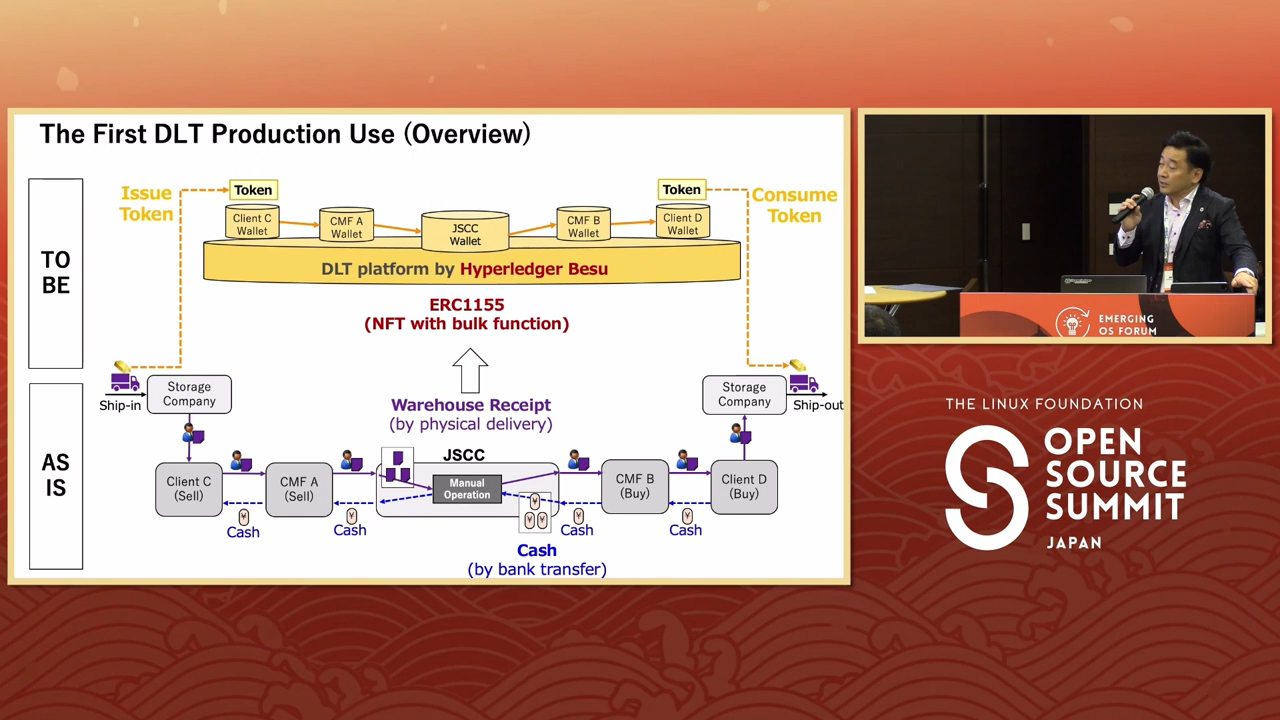 The First DLT Production Use (Overview)
TO
BE
Issue
Token
Token
Client C
Wallet
CMF A
Wallet
JSCC
Wallet
CMF B
Wallet
Token
Client D
Wallet
Consume
Token
DLT platform by Hyperledger Besu
ERC1155
(NFT with bulk function)
AS
IS
Ship-in
Storage
Company
Warehouse Receipt
(by physical delivery)
Storage
Company
Ship-out
JSCC
Client C
(Sell)
CMF A
(Sell)
Manual
Operation
CMF B
(Buy)
Client D
(Buy)
¥
¥
¥
¥
¥
¥
¥
Cash
Cash
Cash
Cash
Cash
(by bank transfer)
EMERGING
OS FORUM
THE LINUX FOUNDATION
OPEN
SOURCE
SUMMIT
JAPAN